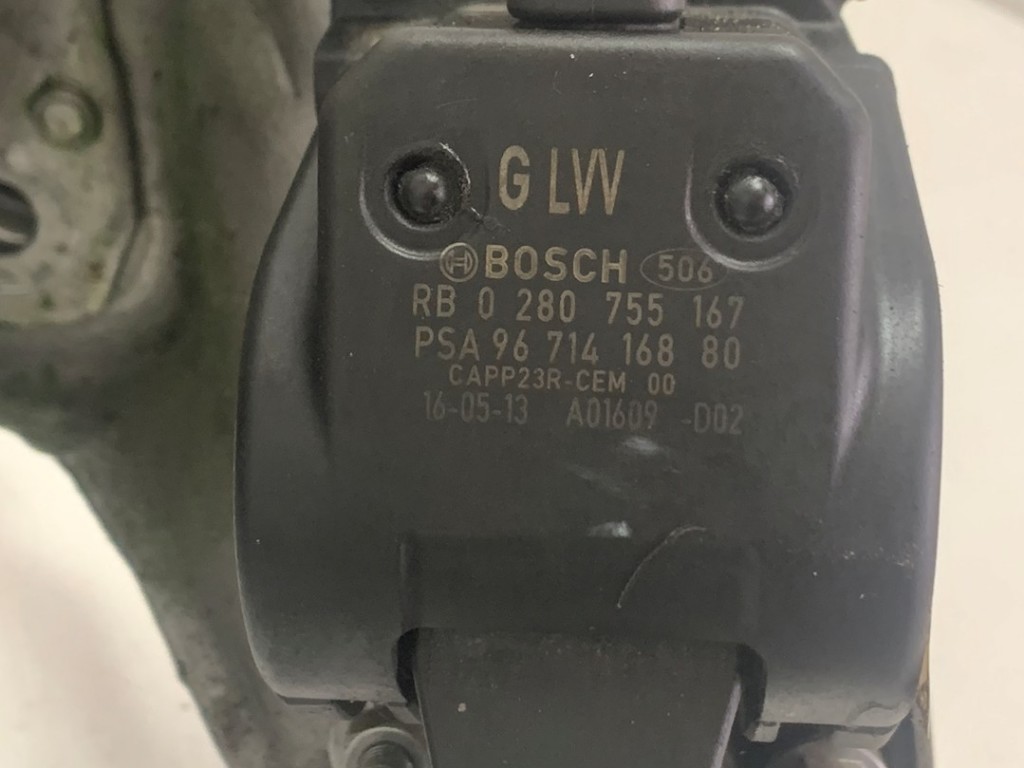 G LW
BOSCH 506
RB 0 280 755 167
PSA 96 714 168 80
CAPP23R-CEM 00
16-05-13 A01609 -D02